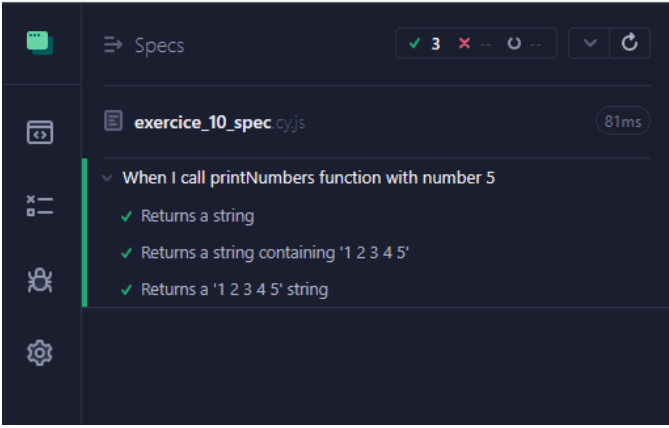 Specs
3 -- --
exercice_10_spec.cy.js 81ms
When I call printNumbers function with number 5
Returns a string
Returns a string containing '1 2 3 4 5'
Returns a '1 2 3 4 5' string